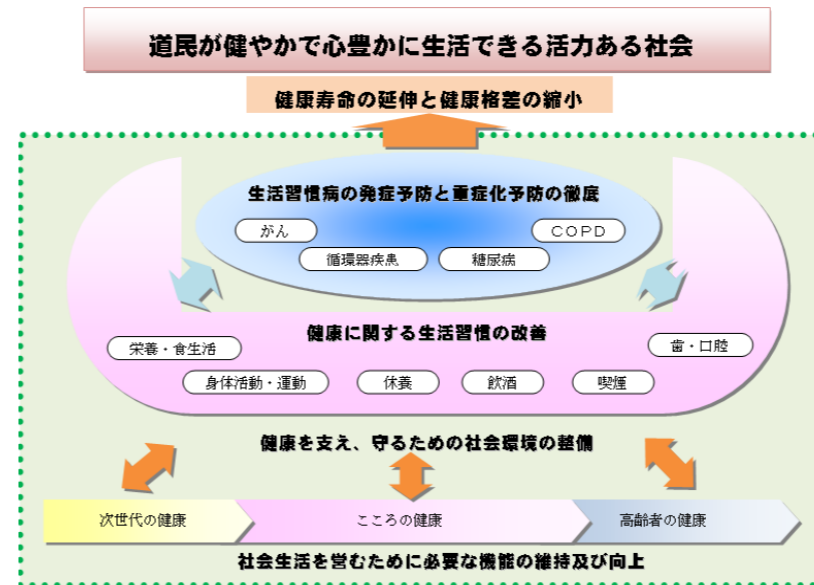 道民が健やかで心豊かに生活できる活力ある社会
健康寿命の延伸と健康格差の縮小
生活習慣病の発症予防と重症化予防の徹底
がん
COPD
循環器疾患
糖尿病
健康に関する生活習慣の改善
栄養・食生活
歯・口腔
身体活動・運動
休養
飲酒
喫煙
健康を支え、守るための社会環境の整備
次世代の健康
こころの健康
高齢者の健康
社会生活を営むために必要な機能の維持及び向上